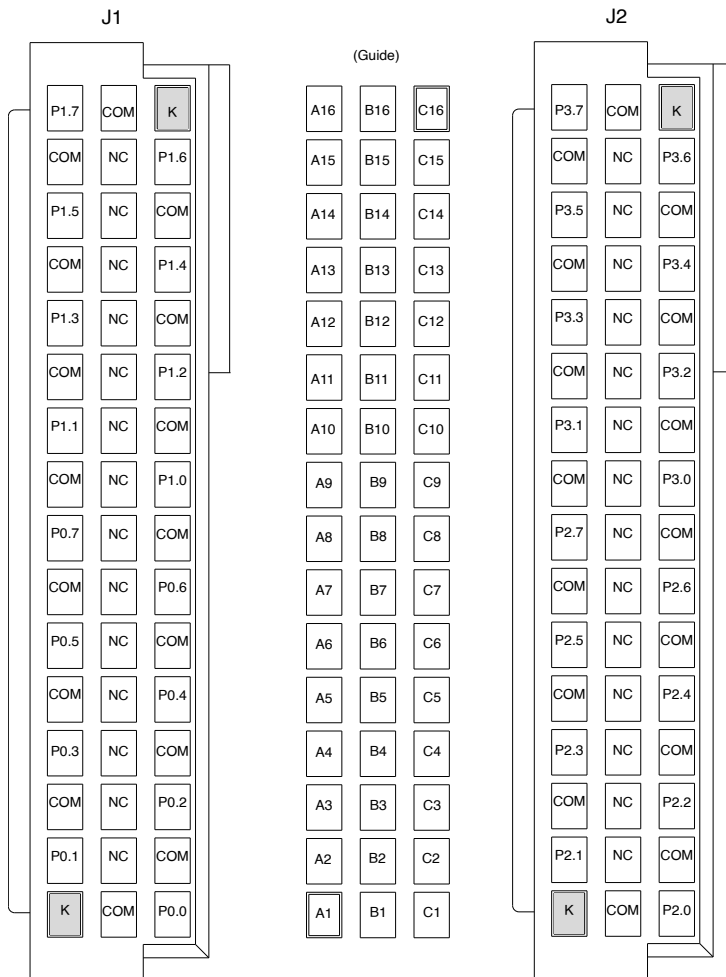 J1 J2
(Guide)
P1.7 COM K A16 B16 C16 P3.7 COM K
COM NC P1.6 A15 B15 C15 COM NC P3.6
P1.5 NC COM A14 B14 C14 P3.5 NC COM
COM NC P1.4 A13 B13 C13 COM NC P3.4
P1.3 NC COM A12 B12 C12 P3.3 NC COM
COM NC P1.2 A11 B11 C11 COM NC P3.2
P1.1 NC COM A10 B10 C10 P3.1 NC COM
COM NC P1.0 A9 B9 C9 COM NC P3.0
P0.7 NC COM A8 B8 C8 P2.7 NC COM
COM NC P0.6 A7 B7 C7 COM NC P2.6
P0.5 NC COM A6 B6 C6 P2.5 NC COM
COM NC P0.4 A5 B5 C5 COM NC P2.4
P0.3 NC COM A4 B4 C4 P2.3 NC COM
COM NC P0.2 A3 B3 C3 COM NC P2.2
P0.1 NC COM A2 B2 C2 P2.1 NC COM
K COM P0.0 A1 B1 C1 K COM P2.0